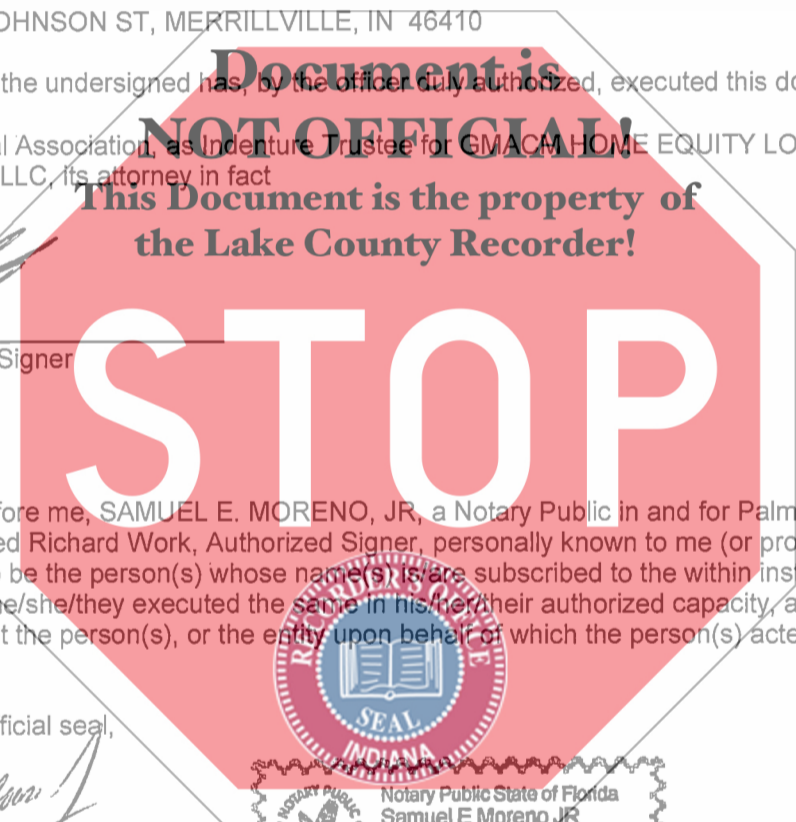 OHNSON ST, MERRILLVILLE, IN 46410
Document is
the undersigned has, by the officer duly authorized, executed this do
NOT OFFICIAL!
l Association, as Indenture Trustee for GMACM HOME EQUITY LO
LLC, its attorney in fact
This Document is the property of
the Lake County Recorder!
Signer
STOP
fore me, SAMUEL E. MORENO, JR, a Notary Public in and for Palm
ed Richard Work, Authorized Signer, personally known to me (or pro
be the person(s) whose name(s) is/are subscribed to the within inst
e/she/they executed the same in his/her/their authorized capacity, a
t the person(s), or the entity upon behalf of which the person(s) acte
RECORDER'S OFFICE
SEAL
INDIANA
ficial seal,
NOTARY PUBLIC
Notary Public State of Florida
Samuel E Moreno JR